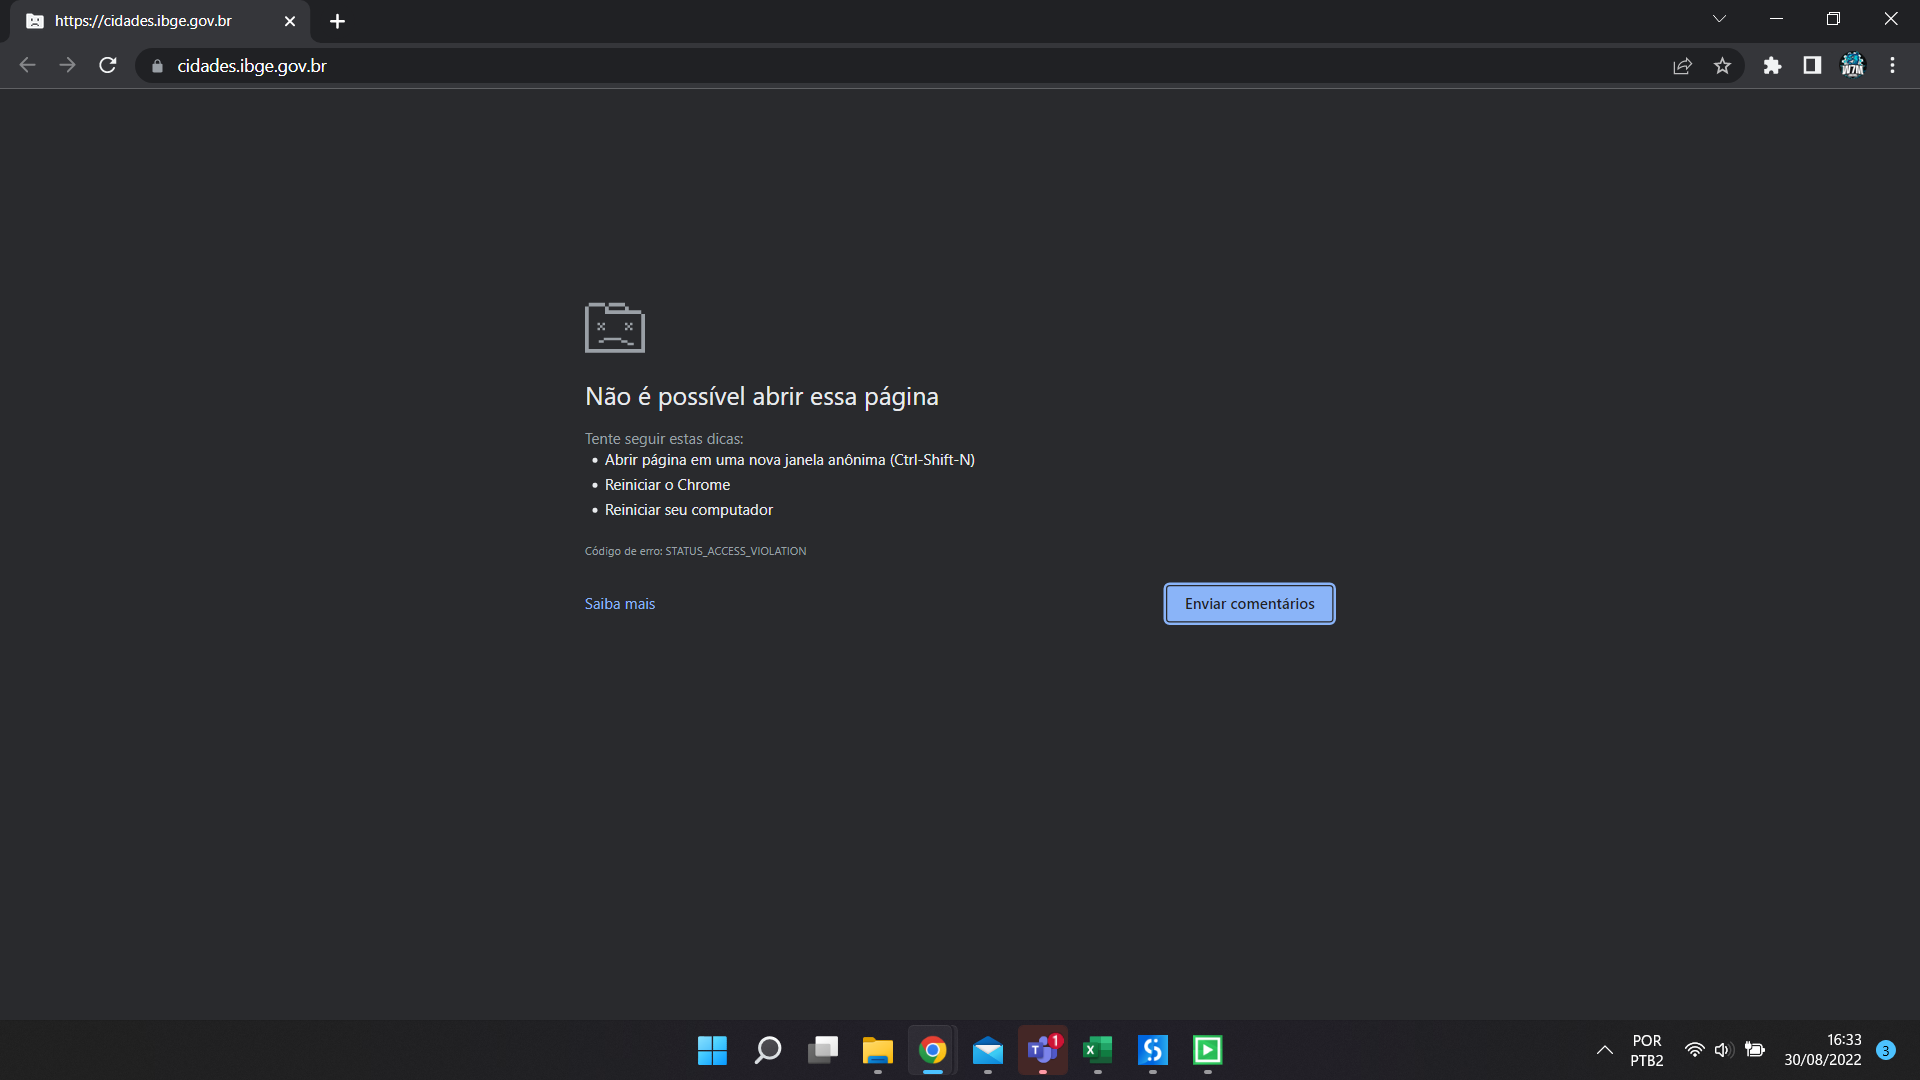 https://cidades.ibge.gov.br
cidades.ibge.gov.br
W7M
Não é possível abrir essa página
Tente seguir estas dicas:
• Abrir página em uma nova janela anônima (Ctrl-Shift-N)
• Reiniciar o Chrome
• Reiniciar seu computador
Código de erro: STATUS_ACCESS_VIOLATION
Saiba mais
Enviar comentários
T
1
X
POR
PTB2
16:33
30/08/2022
3